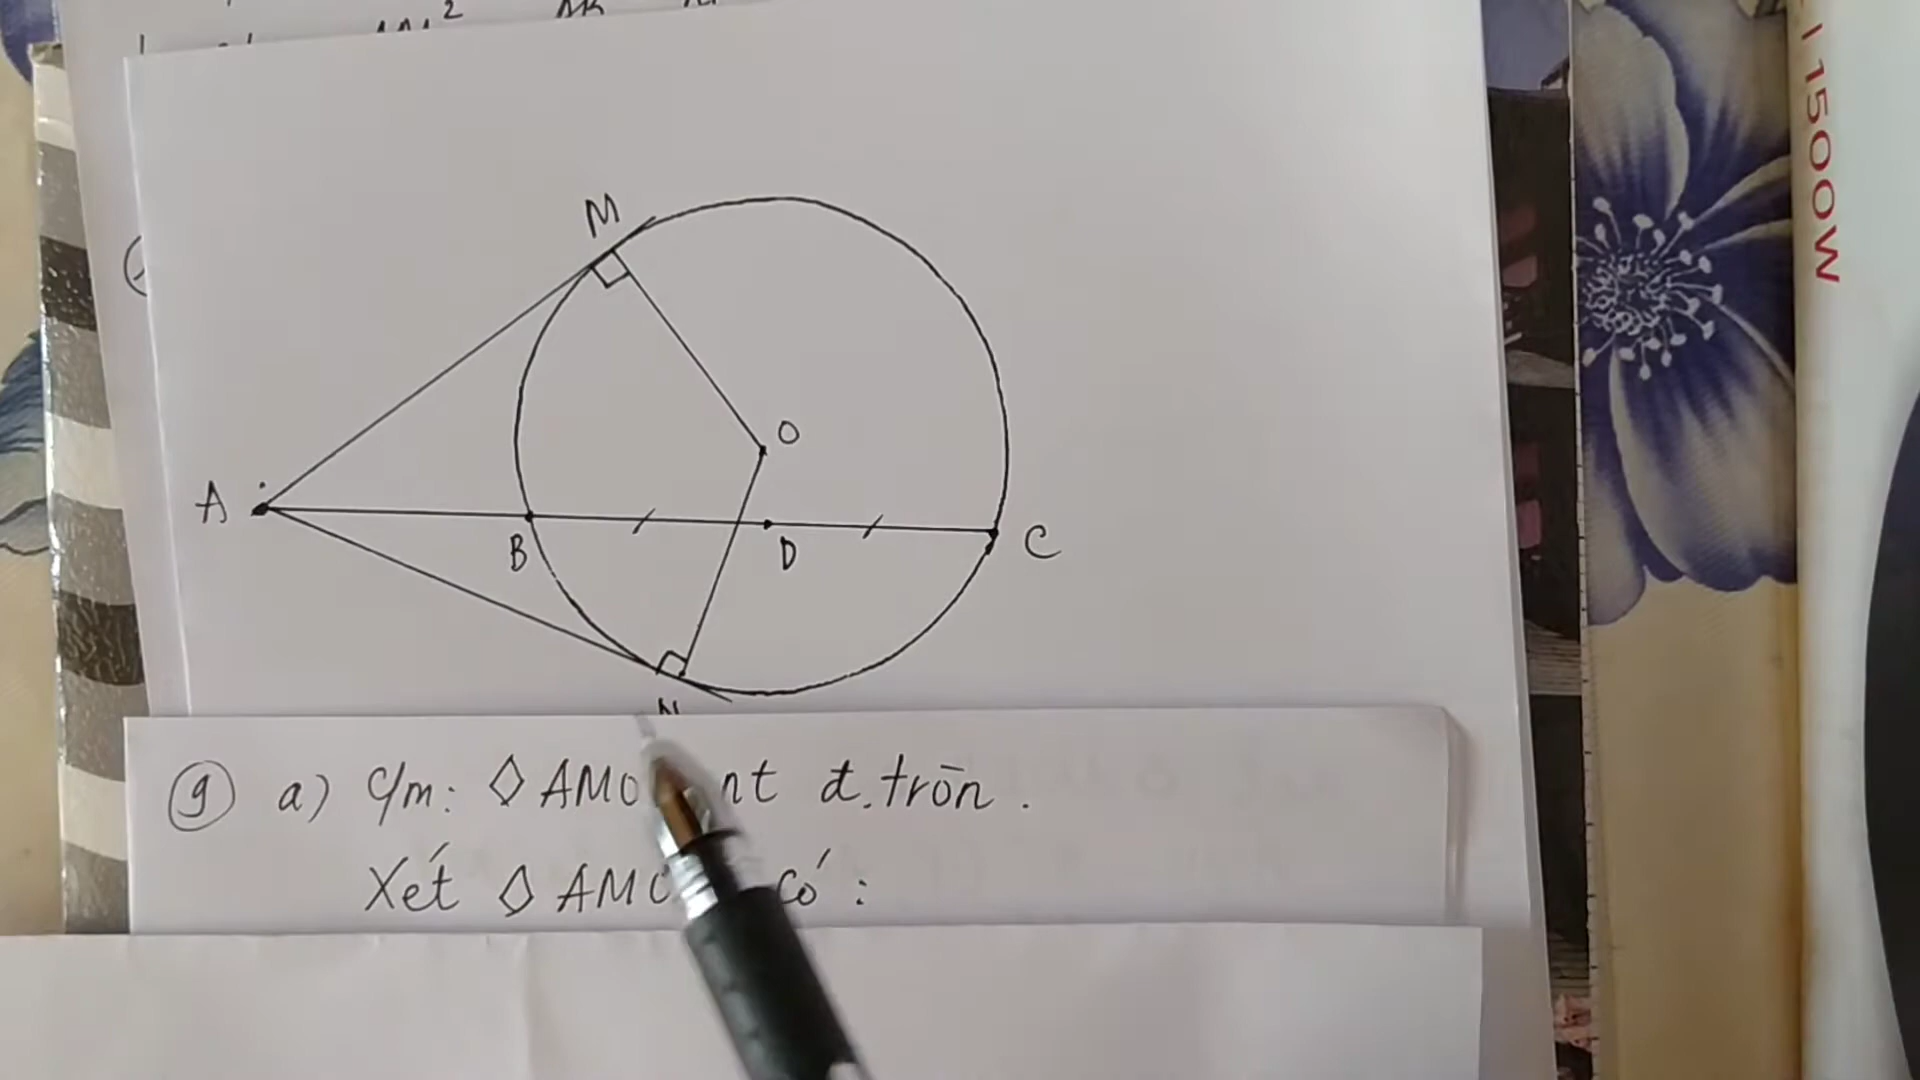 M
O
A
B
D
C
N
9 a) c/m: ◊ AMO nt đ.tròn.
Xét ◊ AMO có:
1500W